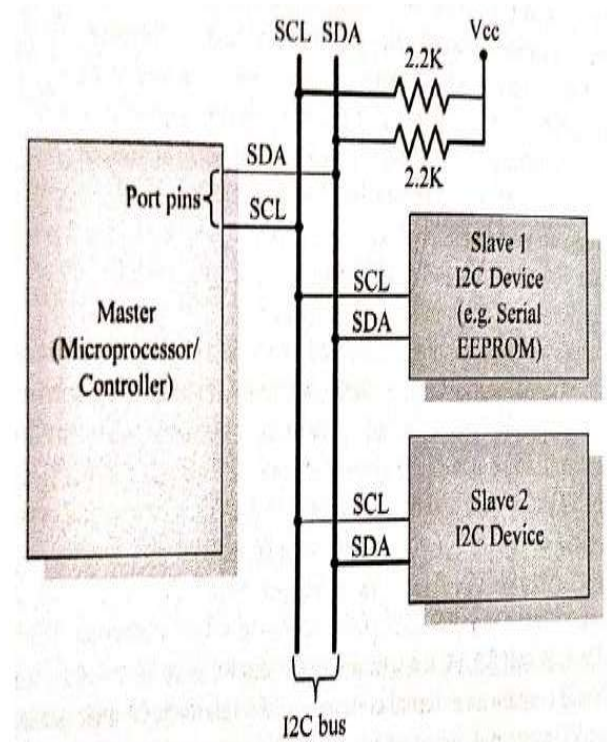 SCL SDA
Vcc
2.2K
2.2K
SDA
Port pins
SCL
Master
(Microprocessor/
Controller)
SCL
SDA
Slave 1
I2C Device
(e.g. Serial
EEPROM)
SCL
SDA
Slave 2
I2C Device
I2C bus